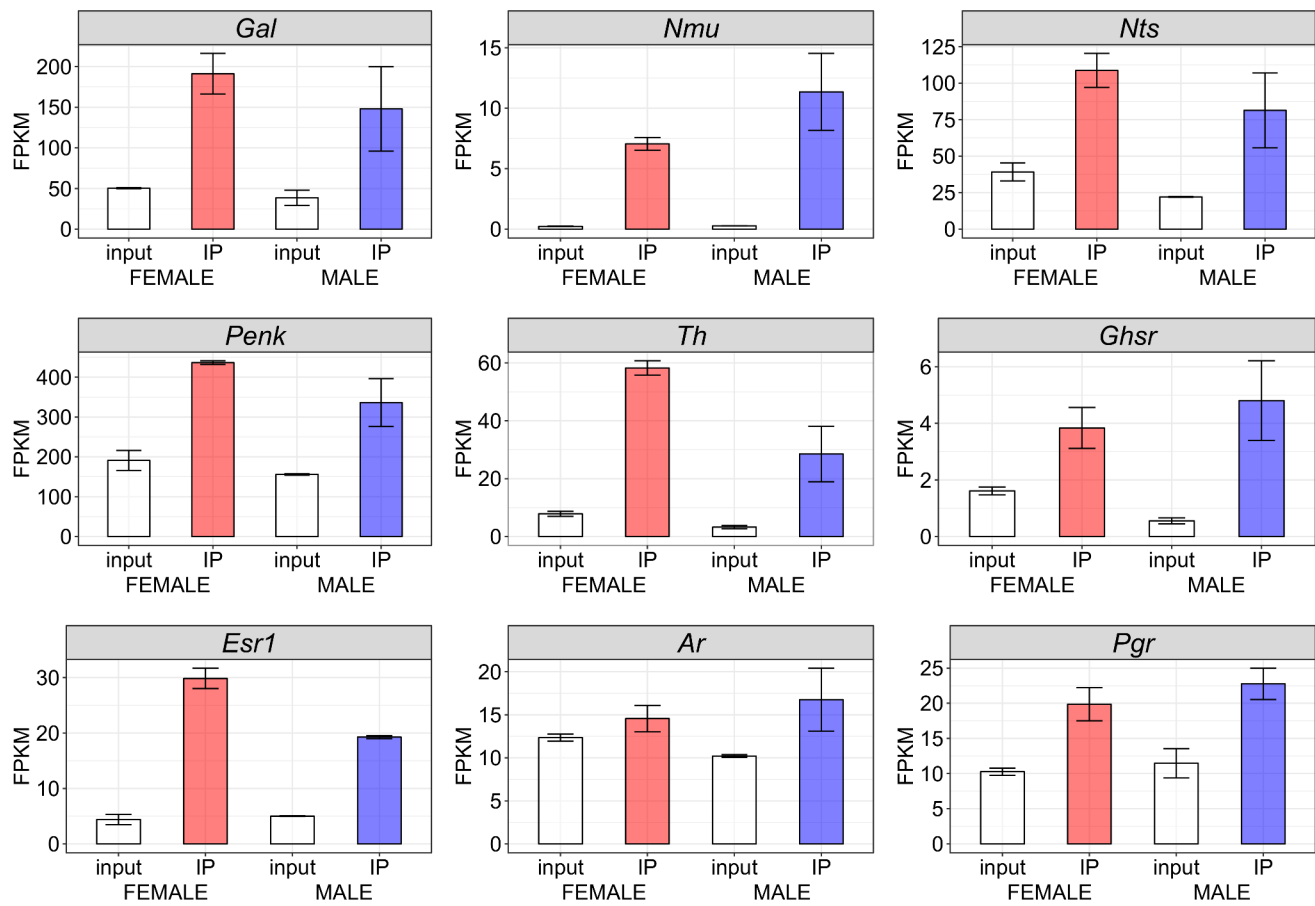 Gal
FPKM
200
150
100
50
0
input IP input IP
FEMALE MALE
Nmu
FPKM
15
10
5
0
input IP input IP
FEMALE MALE
Nts
FPKM
125
100
75
50
25
0
input IP input IP
FEMALE MALE
Penk
FPKM
400
300
200
100
0
input IP input IP
FEMALE MALE
Th
FPKM
60
40
20
0
input IP input IP
FEMALE MALE
Ghsr
FPKM
6
4
2
0
input IP input IP
FEMALE MALE
Esr1
FPKM
30
20
10
0
input IP input IP
FEMALE MALE
Ar
FPKM
20
15
10
5
0
input IP input IP
FEMALE MALE
Pgr
FPKM
25
20
15
10
5
0
input IP input IP
FEMALE MALE